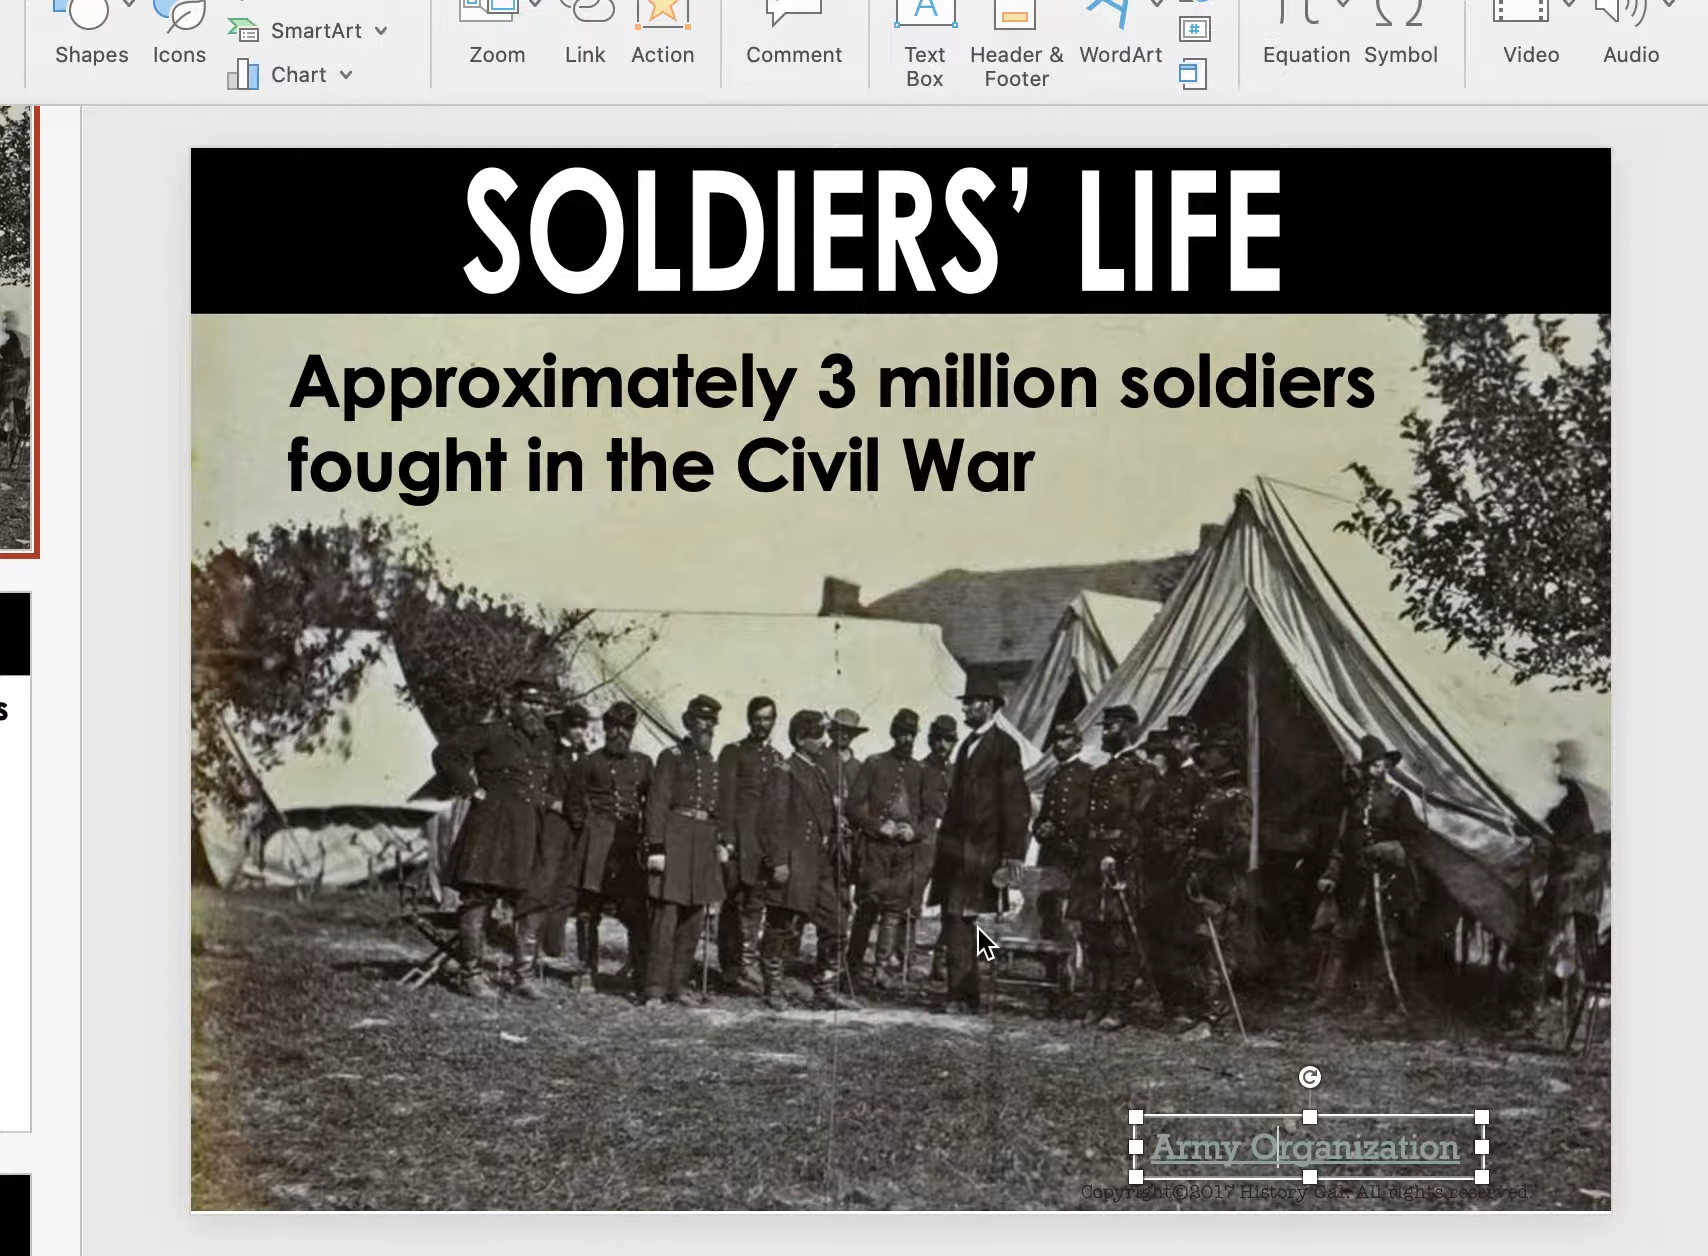 SmartArt
Shapes Icons
Chart
Zoom Link Action
Comment
Text Box
Header & Footer
WordArt
Equation Symbol
Video Audio
SOLDIERS’ LIFE
Approximately 3 million soldiers
fought in the Civil War
s
Army Organization
Copyright©2017 History Gal. All rights reserved.